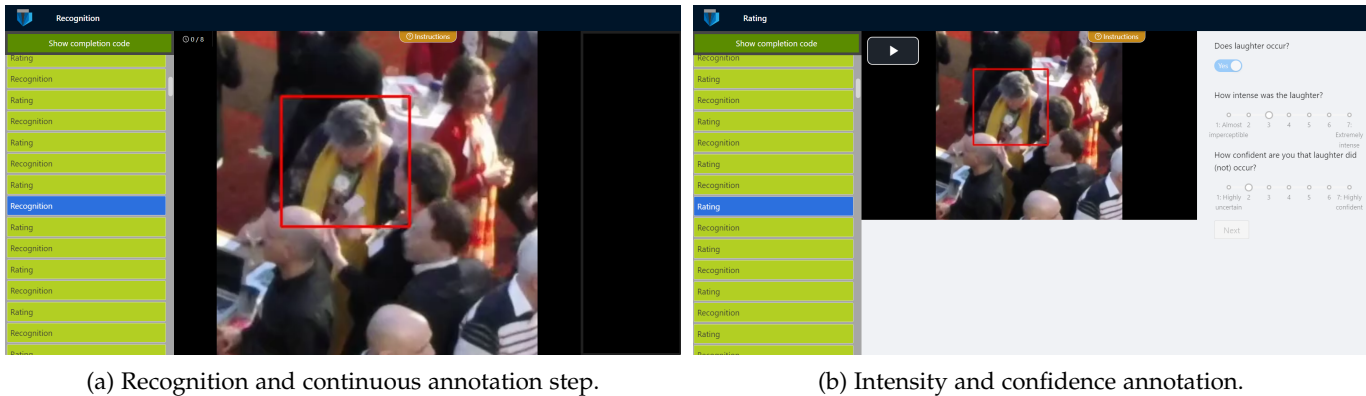 Recognition
Show completion code
0 / 8
Instructions
Rating
Recognition
Rating
Recognition
Rating
Recognition
Rating
Recognition
Rating
Recognition
Rating
Recognition
Rating
Recognition
Rating
(a) Recognition and continuous annotation step.
Rating
Show completion code
Instructions
Recognition
Rating
Recognition
Rating
Recognition
Rating
Recognition
Rating
Recognition
Rating
Recognition
Rating
Recognition
Rating
Recognition
Does laughter occur?
Yes
How intense was the laughter?
1: Almost imperceptible 2 3 4 5 6 7: Extremely intense
How confident are you that laughter did
(not) occur?
1: Highly uncertain 2 3 4 5 6 7: Highly confident
Next
(b) Intensity and confidence annotation.